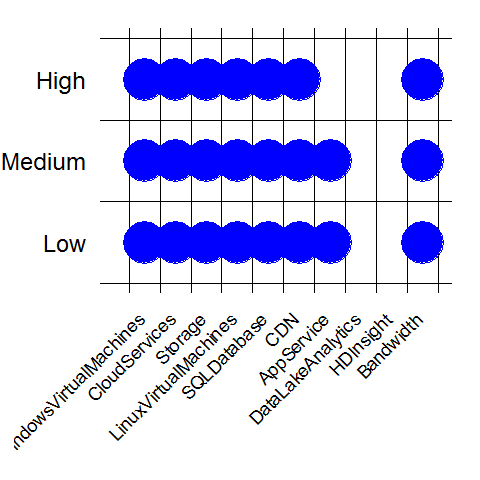 High
Medium
Low
ndowsVirtualMachines
CloudServices
Storage
LinuxVirtualMachines
SQLDatabase
CDN
AppService
DataLakeAnalytics
HDInsight
Bandwidth